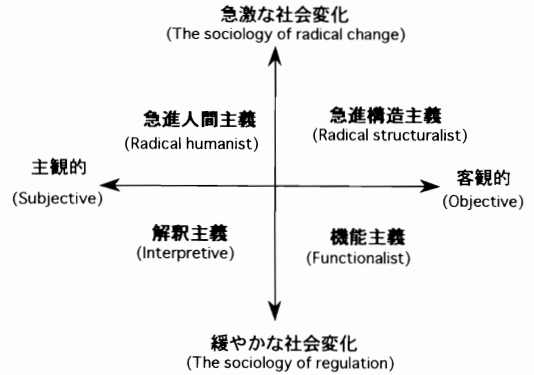 急激な社会変化
(The sociology of radical change)
急進人間主義
(Radical humanist)
急進構造主義
(Radical structuralist)
主観的
(Subjective)
客観的
(Objective)
解釈主義
(Interpretive)
機能主義
(Functionalist)
緩やかな社会変化
(The sociology of regulation)